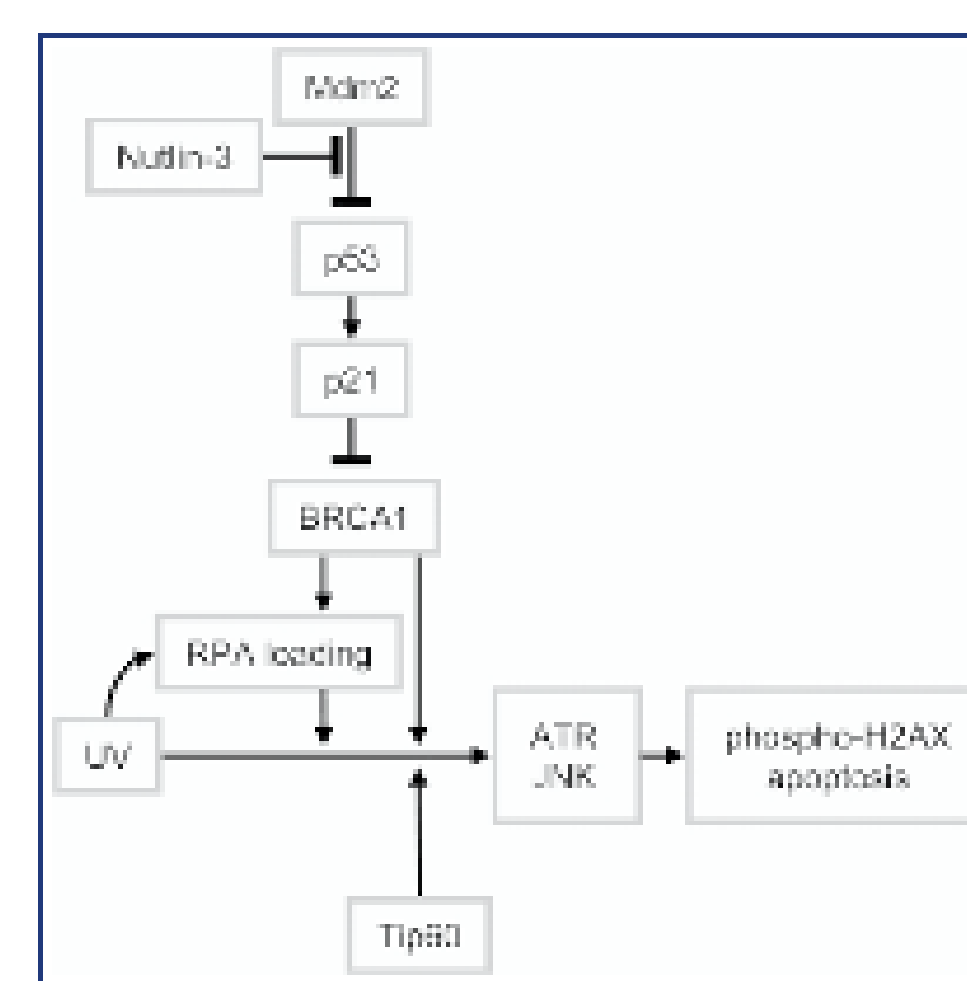 Mdm2
Nutlin-3
p53
p21
BRCA1
RPA loading
UV
ATR
JNK
phospho-H2AX
apoptosis
Tip60